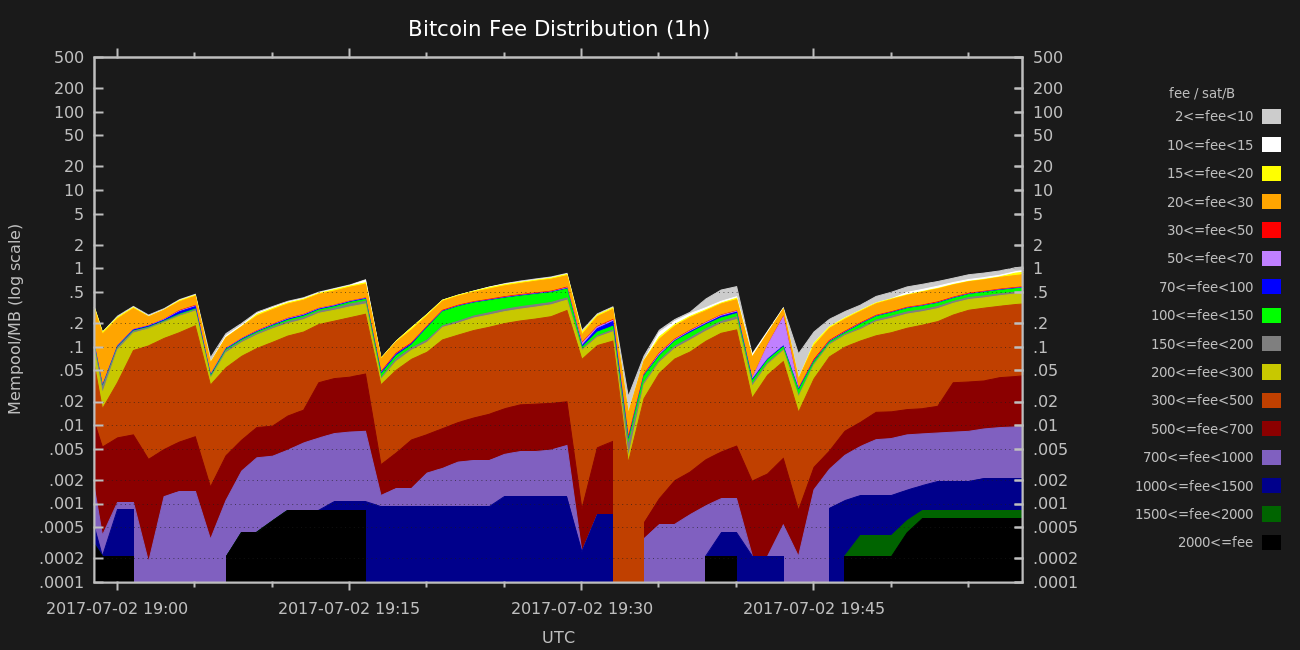 Bitcoin Fee Distribution (1h)
Mempool/MB (log scale)
500
200
100
50
20
10
5
2
1
.5
.2
.1
.05
.02
.01
.005
.002
.001
.0005
.0002
.0001
500
200
100
50
20
10
5
2
1
.5
.2
.1
.05
.02
.01
.005
.002
.001
.0005
.0002
.0001
2017-07-02 19:00
2017-07-02 19:15
2017-07-02 19:30
2017-07-02 19:45
UTC
fee / sat/B
2<=fee<10
10<=fee<15
15<=fee<20
20<=fee<30
30<=fee<50
50<=fee<70
70<=fee<100
100<=fee<150
150<=fee<200
200<=fee<300
300<=fee<500
500<=fee<700
700<=fee<1000
1000<=fee<1500
1500<=fee<2000
2000<=fee